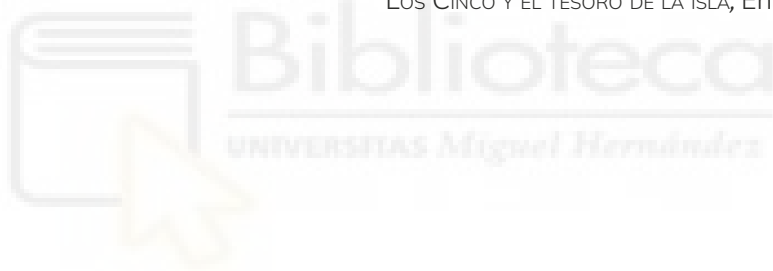 LOS CINCO Y EL TESORO DE LA ISLA,
Biblioteca
UNIVERSITAS Miguel Hernández